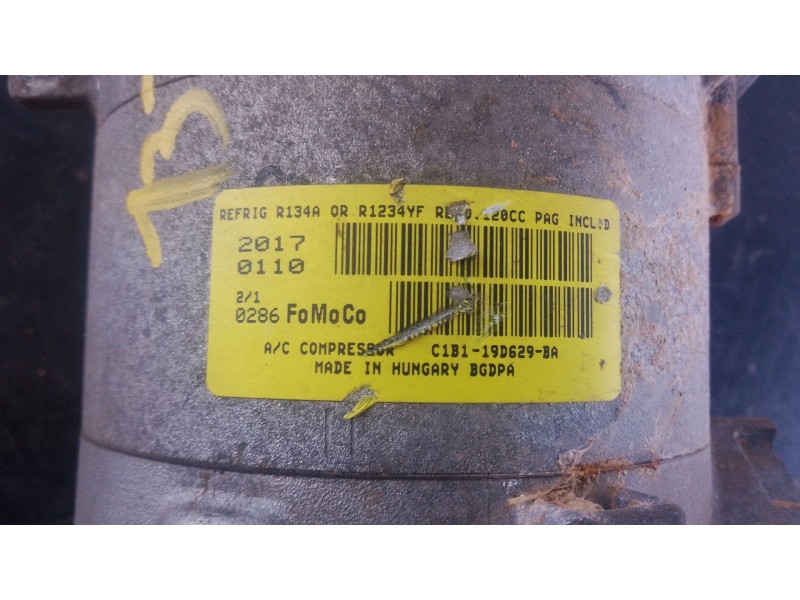 REFRIG R134A OR R1234YF .120CC PAG
2017
0110
2/1
0286 FoMoCo
A/C COMPRESSOR C1B1-19D629-BA
MADE IN HUNGARY BGDPA